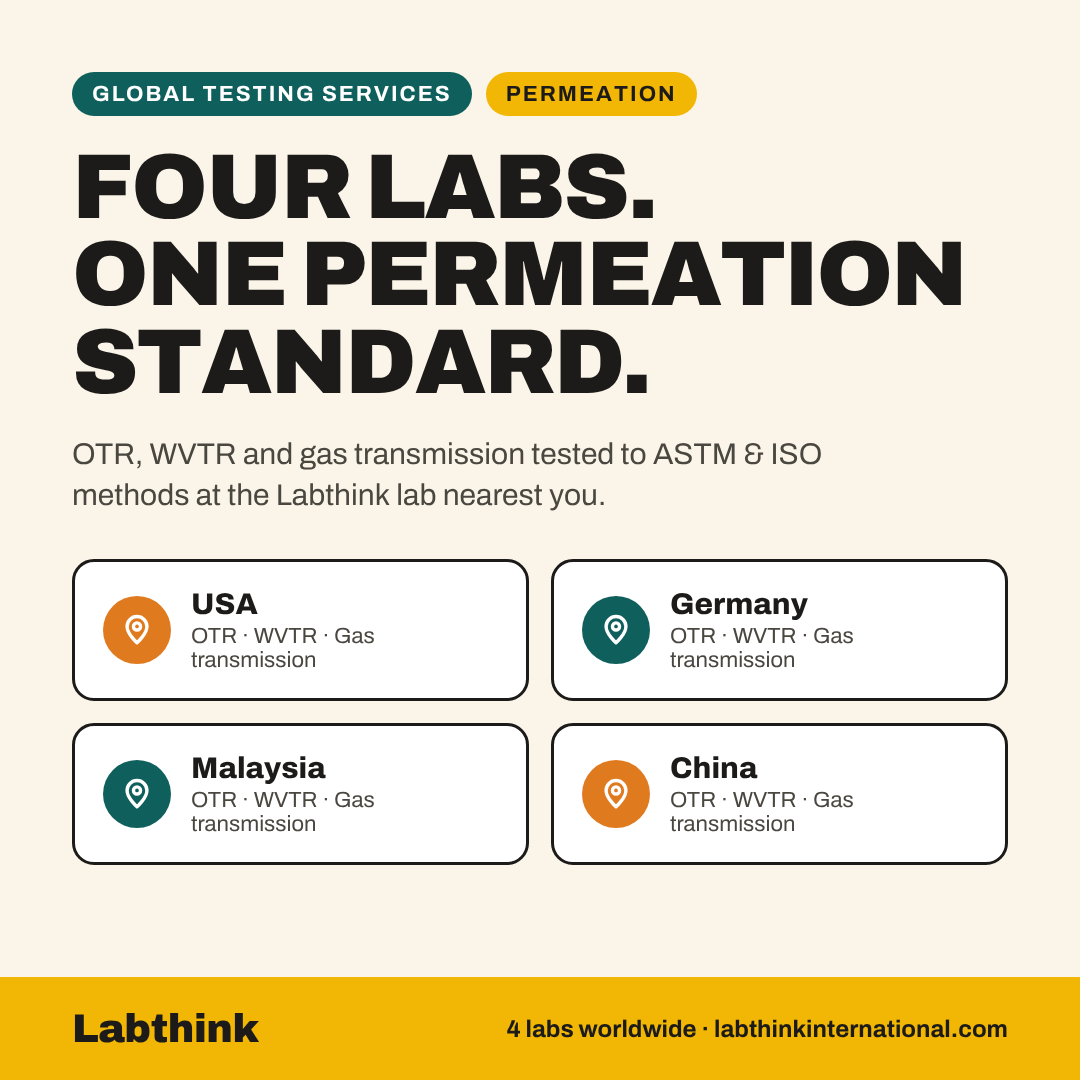 GLOBAL TESTING SERVICES
PERMEATION
FOUR LABS.
ONE PERMEATION
STANDARD.
OTR, WVTR and gas transmission tested to ASTM & ISO
methods at the Labthink lab nearest you.
USA
OTR · WVTR · Gas
transmission
Germany
OTR · WVTR · Gas
transmission
Malaysia
OTR · WVTR · Gas
transmission
China
OTR · WVTR · Gas
transmission
Labthink
4 labs worldwide · labthinkinternational.com